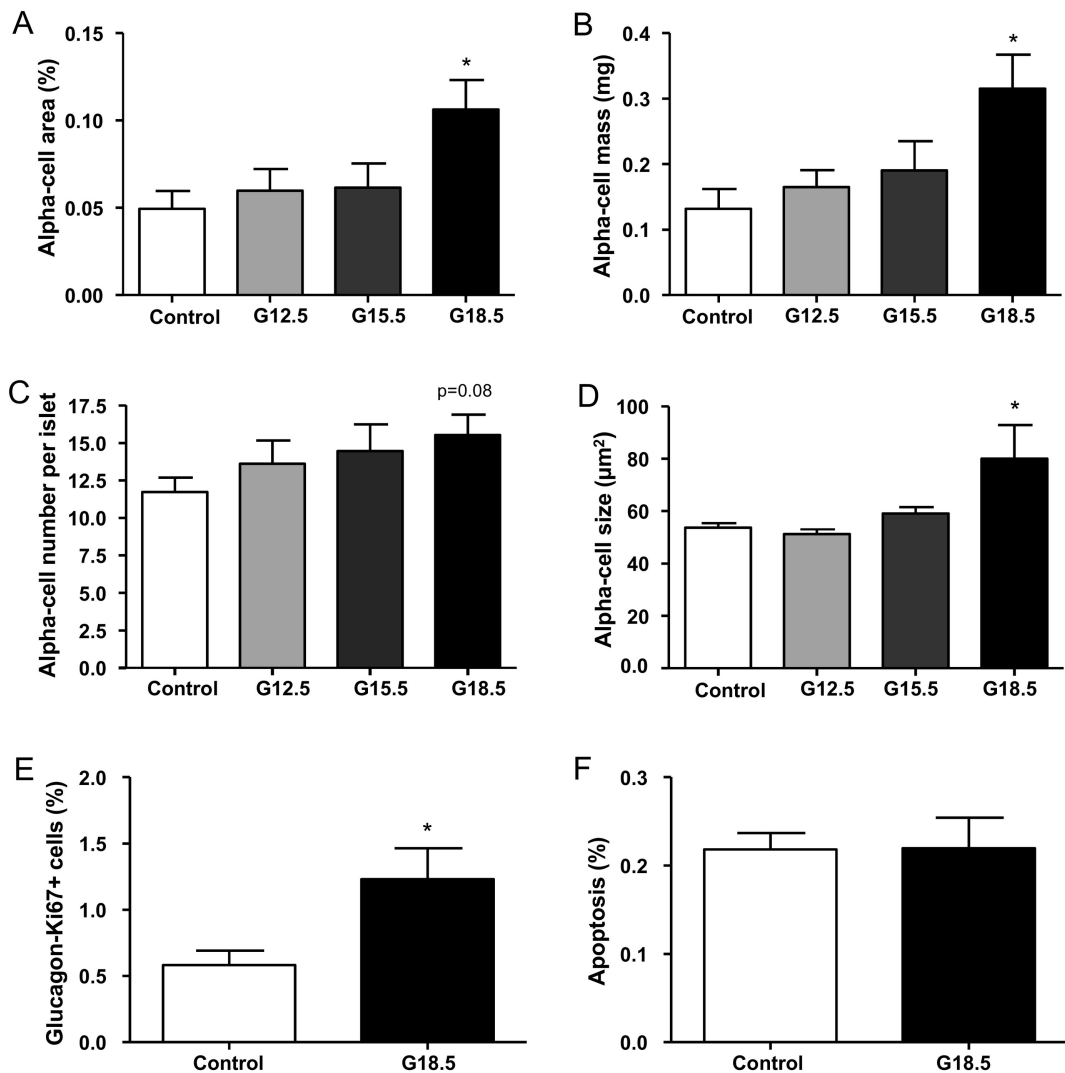 A
Alpha-cell area (%)
0.15
0.10
0.05
0.00
*
Control
G12.5
G15.5
G18.5
B
Alpha-cell mass (mg)
0.4
0.3
0.2
0.1
0.0
*
Control
G12.5
G15.5
G18.5
C
Alpha-cell number per islet
17.5
15.0
12.5
10.0
7.5
5.0
2.5
0.0
p=0.08
Control
G12.5
G15.5
G18.5
D
Alpha-cell size (µm²)
100
80
60
40
20
0.0
*
Control
G12.5
G15.5
G18.5
E
Glucagon-Ki67+ cells (%)
2.0
1.5
1.0
0.5
0.0
*
Control
G18.5
F
Apoptosis (%)
0.3
0.2
0.1
0.0
Control
G18.5